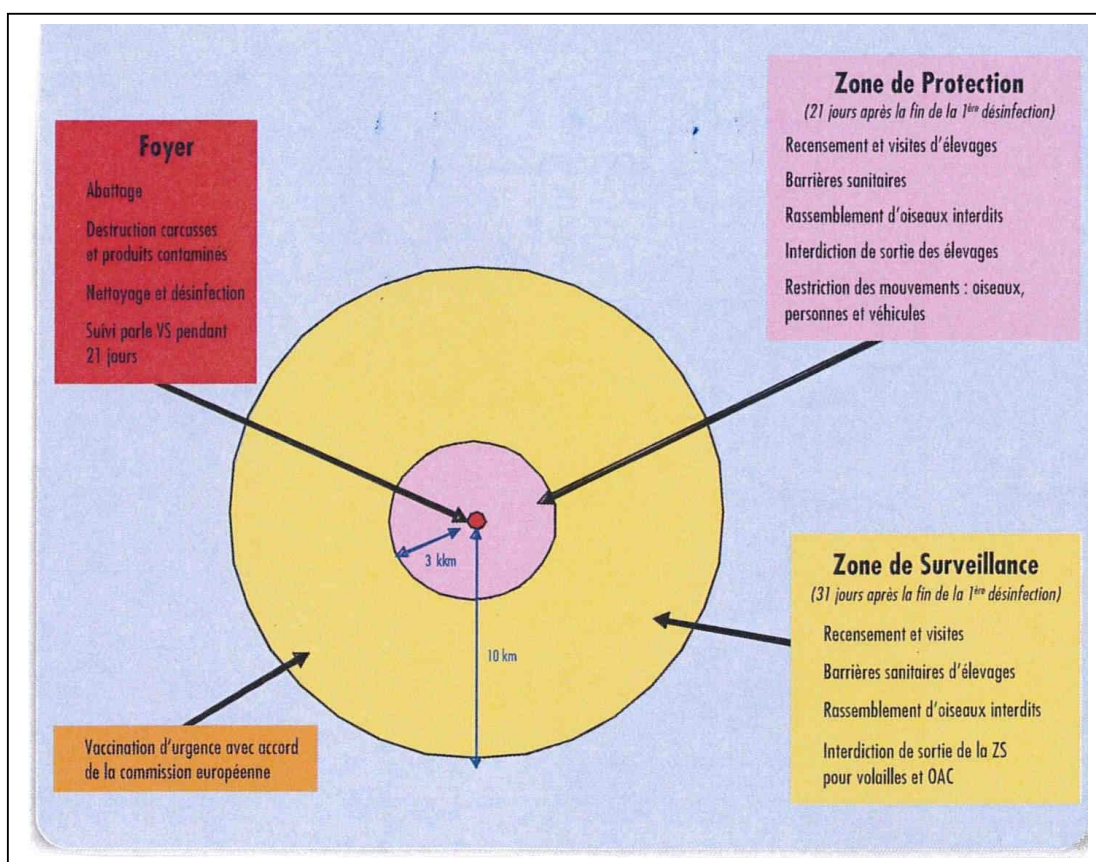 Foyer
Abattage
Destruction carcasses
et produits contaminés
Nettoyage et désinfection
Suivi parle VS pendant
21 jours
Zone de Protection
(21 jours après la fin de la 1ère désinfection)
Recensement et visites d'élevages
Barrières sanitaires
Rassemblement d'oiseaux interdits
Interdiction de sortie des élevages
Restriction des mouvements : oiseaux,
personnes et véhicules
3 kkm
10 km
Zone de Surveillance
(31 jours après la fin de la 1ère désinfection)
Recensement et visites
Barrières sanitaires d'élevages
Rassemblement d'oiseaux interdits
Interdiction de sortie de la ZS
pour volailles et OAC
Vaccination d'urgence avec accord
de la commission européenne